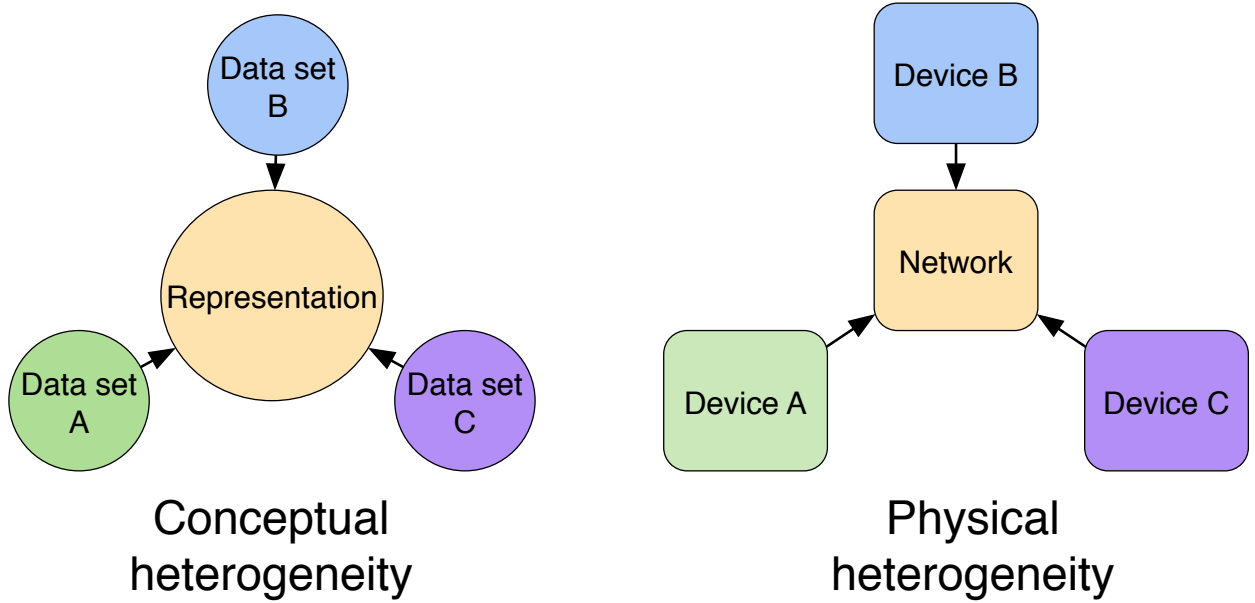 Data set
B
Representation
Data set
A
Data set
C
Conceptual
heterogeneity
Device B
Network
Device A
Device C
Physical
heterogeneity